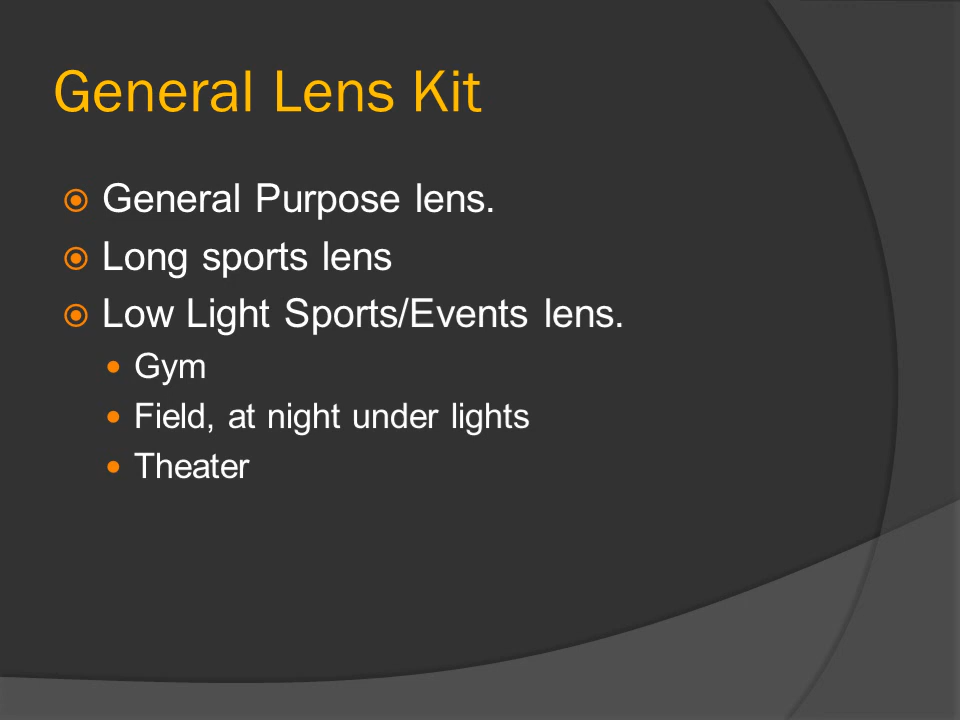 General Lens Kit
General Purpose lens.
Long sports lens
Low Light Sports/Events lens.
Gym
Field, at night under lights
Theater